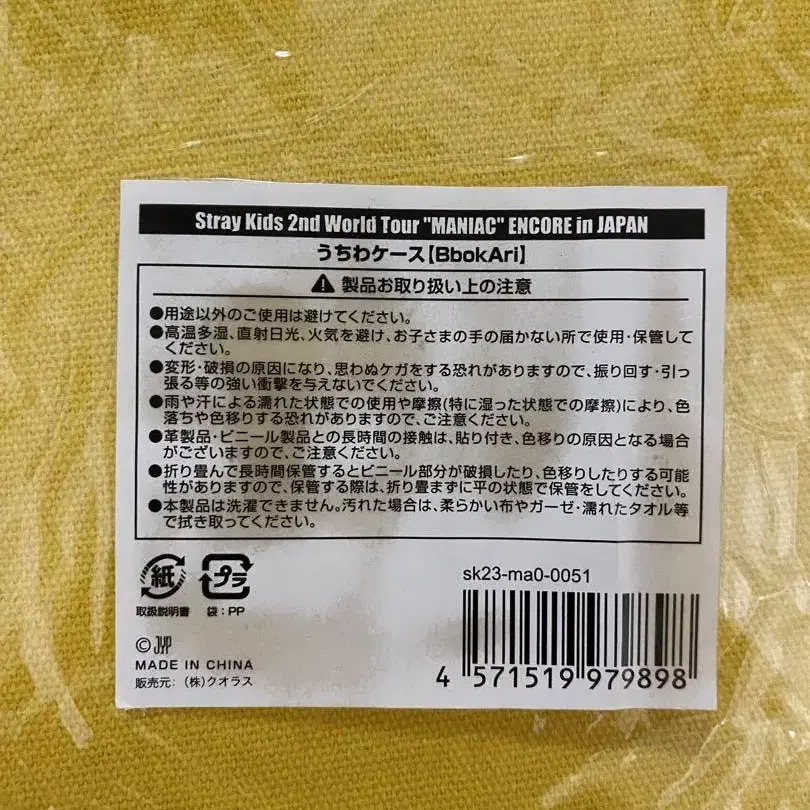 Stray Kids 2nd World Tour "MANIAC" ENCORE in JAPAN
うちわケース【BbokAri】
製品お取り扱い上の注意
●用途以外のご使用は避けてください。
●高温多湿、直射日光、火気を避け、お子さまの手の届かない所で使用・保管して
ください。
●変形・破損の原因になり、思わぬケガをする恐れがありますので、振り回す・引っ
張る等の強い衝撃を与えないでください。
●雨や汗による濡れた状態での使用や摩擦(特に湿った状態での摩擦)により、色
落ちや色移りする恐れがありますので、ご注意ください。
●革製品・ビニール製品との長時間の接触は、貼り付き、色移りの原因となる場合
がございますので、ご注意ください。
●折り畳んで長時間保管するとビニール部分が破損したり、色移りしたりする可能
性がありますので、保管する際は、折り畳まずに平の状態で保管をしてください。
●本製品は洗濯できません。汚れた場合は、柔らかい布やガーゼ・濡れたタオル等
で拭き取ってください。
紙 プラ
取扱説明書 袋：PP
sk23-ma0-0051
©JYP
MADE IN CHINA
販売元：(株)クオラス
4 571519 979898